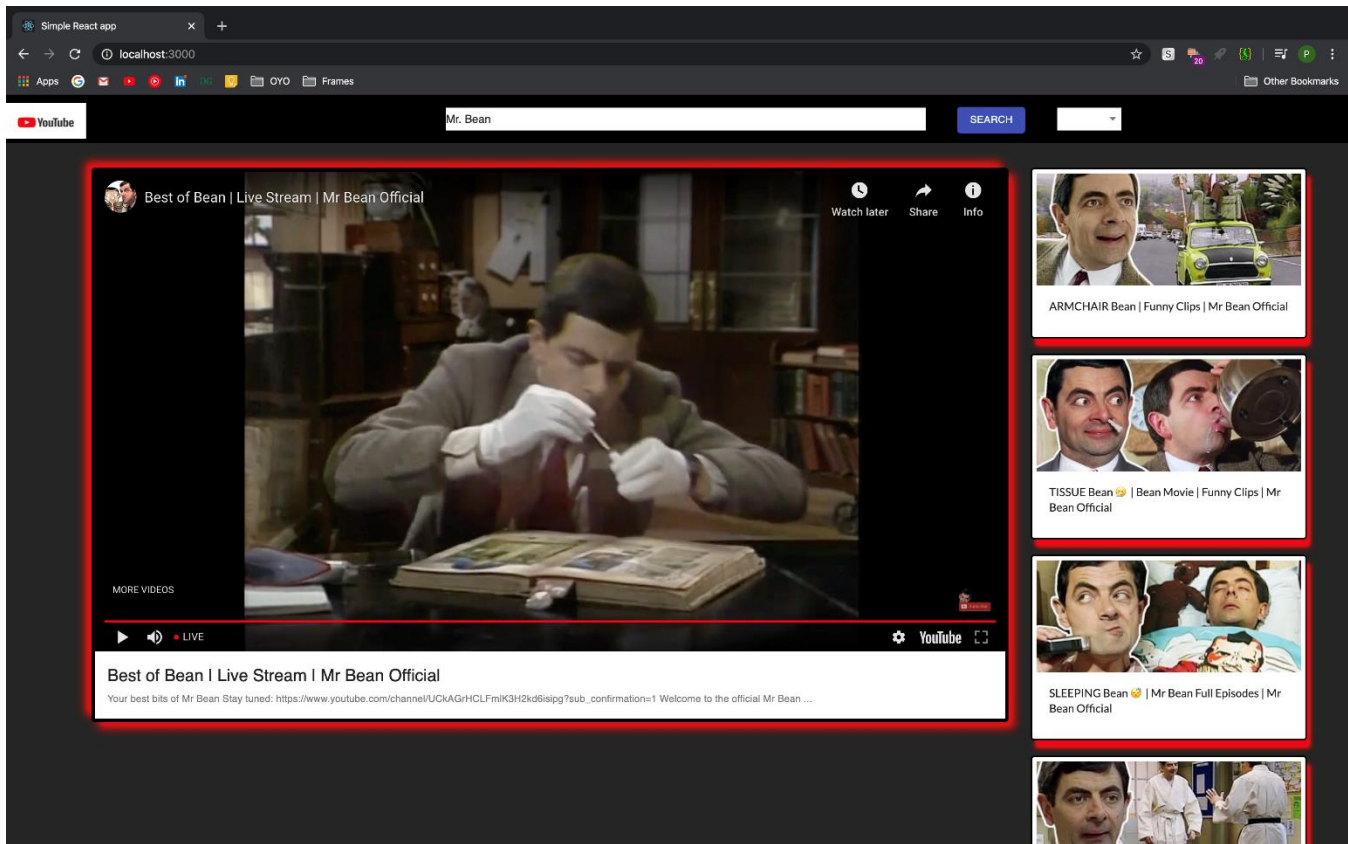 Simple React app
localhost:3000
S
20
P
Apps
in
OYO
Frames
Other Bookmarks
YouTube
Mr. Bean
SEARCH
Best of Bean | Live Stream | Mr Bean Official
Watch later
Share
Info
MORE VIDEOS
LIVE
YouTube
Best of Bean l Live Stream l Mr Bean Official
Your best bits of Mr Bean Stay tuned: https://www.youtube.com/channel/UCkAGrHCLFmlK3H2kd6isipg?sub_confirmation=1 Welcome to the official Mr Bean ...
ARMCHAIR Bean | Funny Clips | Mr Bean Official
TISSUE Bean 🤧 | Bean Movie | Funny Clips | Mr
Bean Official
SLEEPING Bean 😴 | Mr Bean Full Episodes | Mr
Bean Official